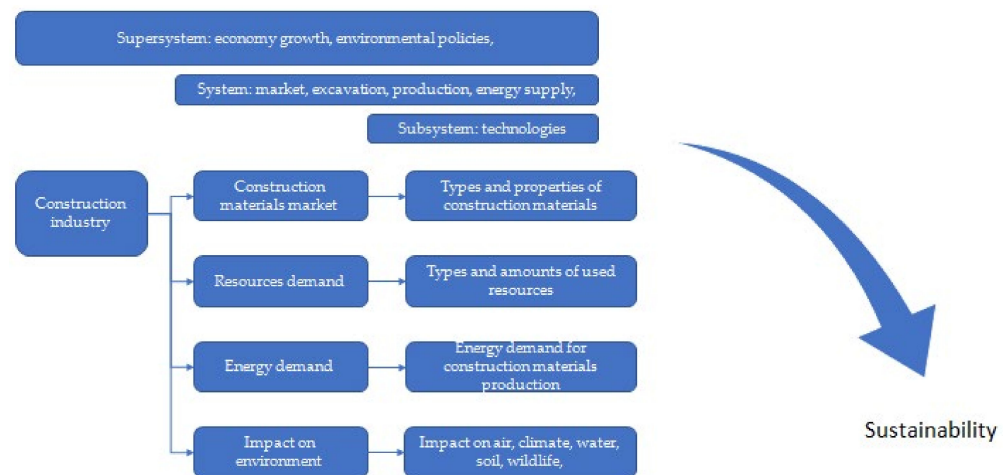 Supersystem: economy growth, environmental policies,
System: market, excavation, production, energy supply,
Subsystem: technologies
Construction
industry
Construction
materials market
Types and properties of
construction materials
Resources demand
Types and amounts of used
resources
Energy demand
Energy demand for
construction materials
production
Impact on
environment
Impact on air, climate, water,
soil, wildlife,
Sustainability